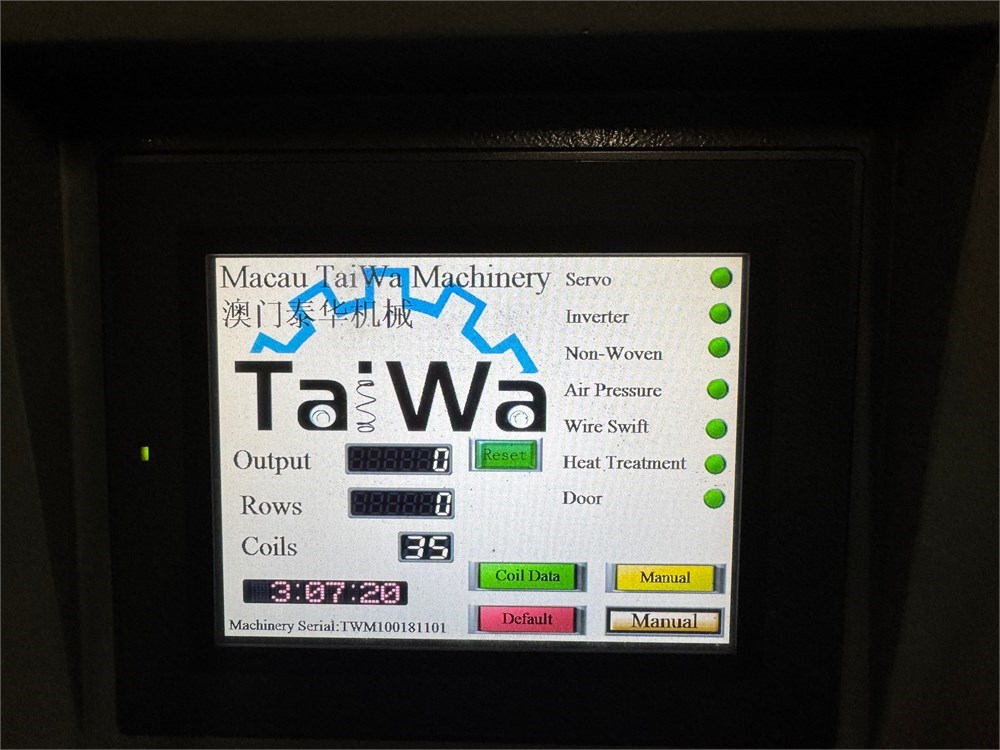 Macau TaiWa Machinery
澳门泰华机械
TaiWa
Servo
Inverter
Non-Woven
Air Pressure
Wire Swift
Heat Treatment
Door
Output 0 Reset
Rows 0
Coils 35
3:07:20
Machinery Serial:TWM100181101
Coil Data Manual
Default Manual